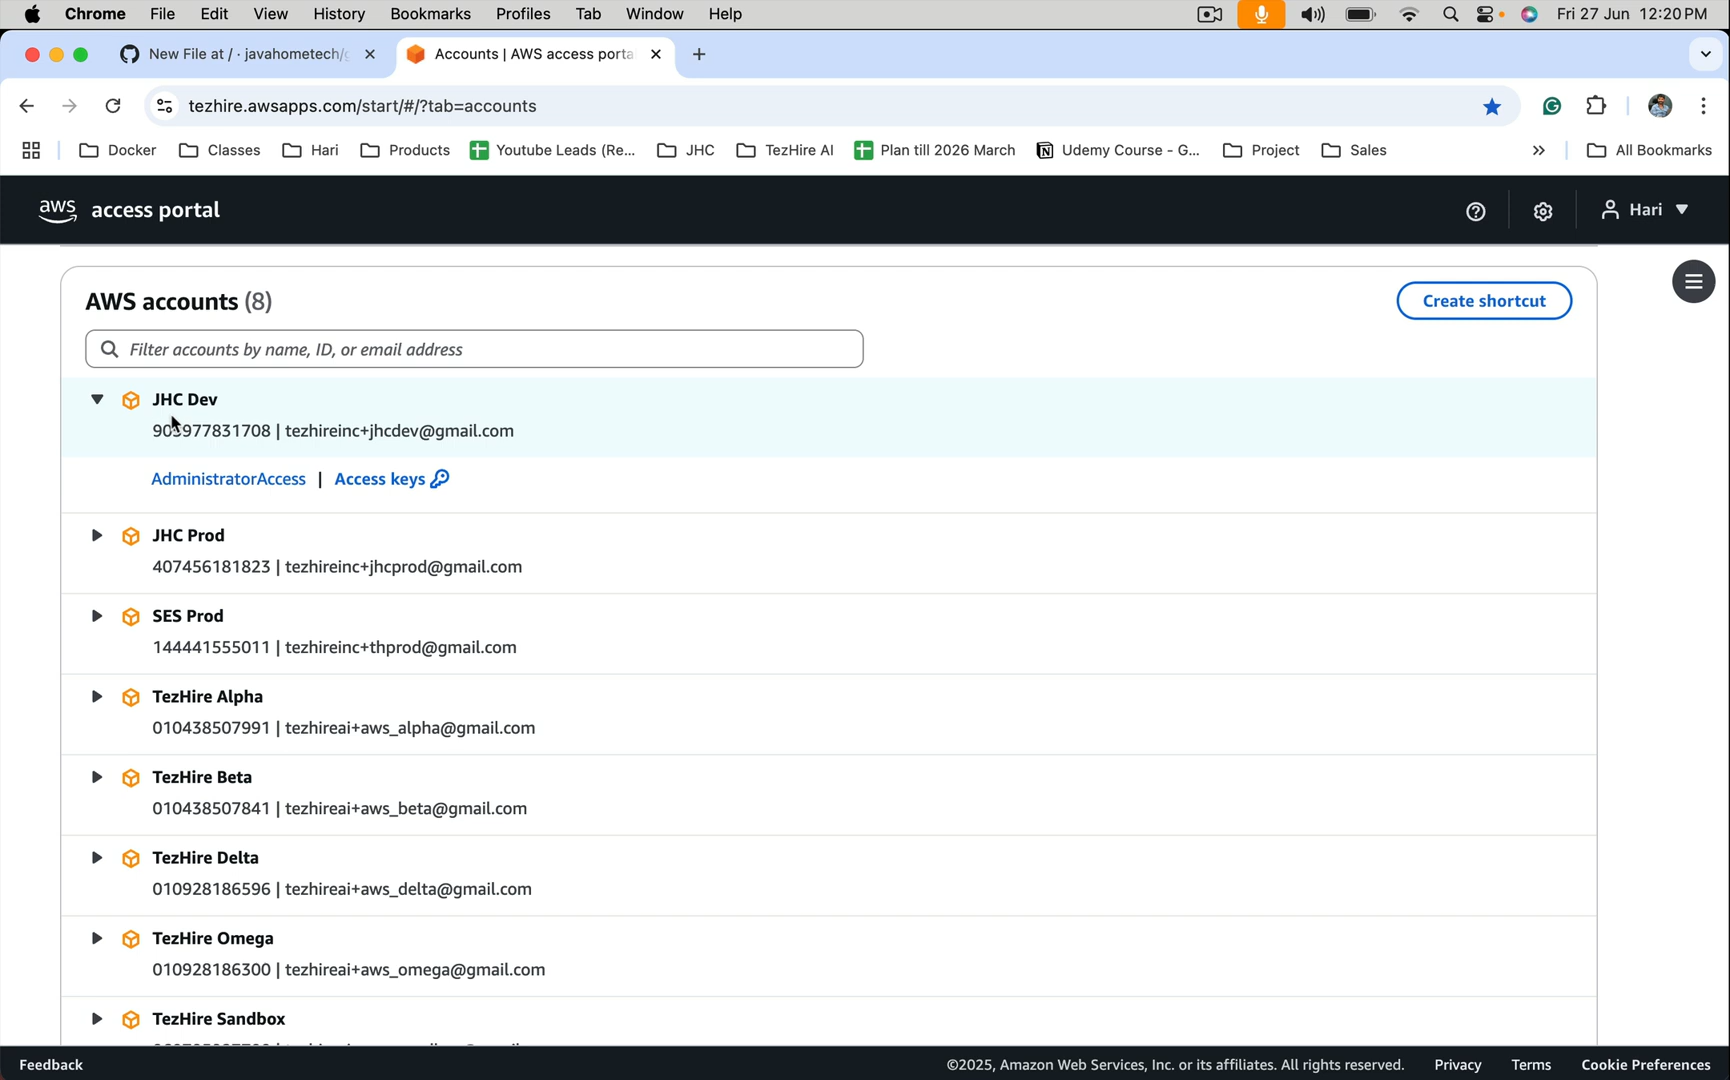 Chrome File Edit View History Bookmarks Profiles Tab Window Help Fri 27 Jun 12:20 PM
New File at / · javahometech/ Accounts | AWS access porta
tezhire.awsapps.com/start/#/?tab=accounts
Docker Classes Hari Products Youtube Leads (Re... JHC TezHire AI Plan till 2026 March Udemy Course - G... Project Sales » All Bookmarks
aws access portal Hari
AWS accounts (8) Create shortcut
Filter accounts by name, ID, or email address
JHC Dev
903977831708 | tezhireinc+jhcdev@gmail.com
AdministratorAccess | Access keys
JHC Prod
407456181823 | tezhireinc+jhcprod@gmail.com
SES Prod
144441555011 | tezhireinc+thprod@gmail.com
TezHire Alpha
010438507991 | tezhireai+aws_alpha@gmail.com
TezHire Beta
010438507841 | tezhireai+aws_beta@gmail.com
TezHire Delta
010928186596 | tezhireai+aws_delta@gmail.com
TezHire Omega
010928186300 | tezhireai+aws_omega@gmail.com
TezHire Sandbox
Feedback ©2025, Amazon Web Services, Inc. or its affiliates. All rights reserved. Privacy Terms Cookie Preferences